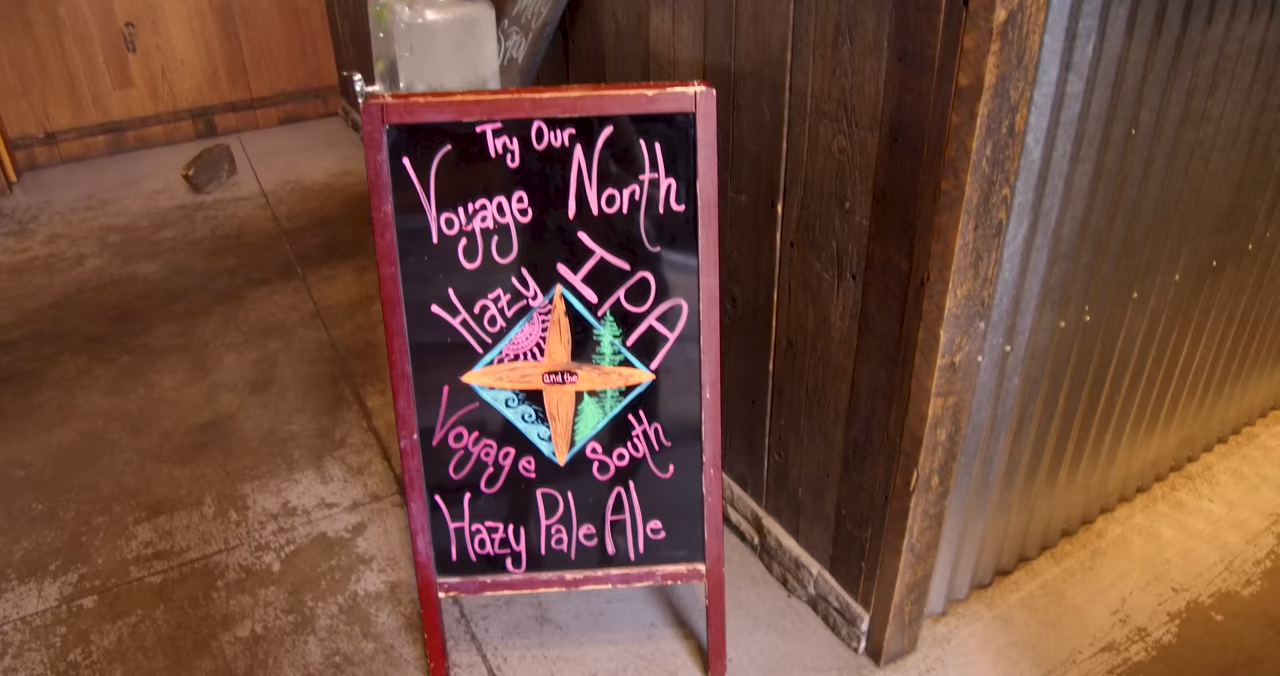 Try Our
Voyage North
Hazy IPA
and the
Voyage South
Hazy Pale Ale